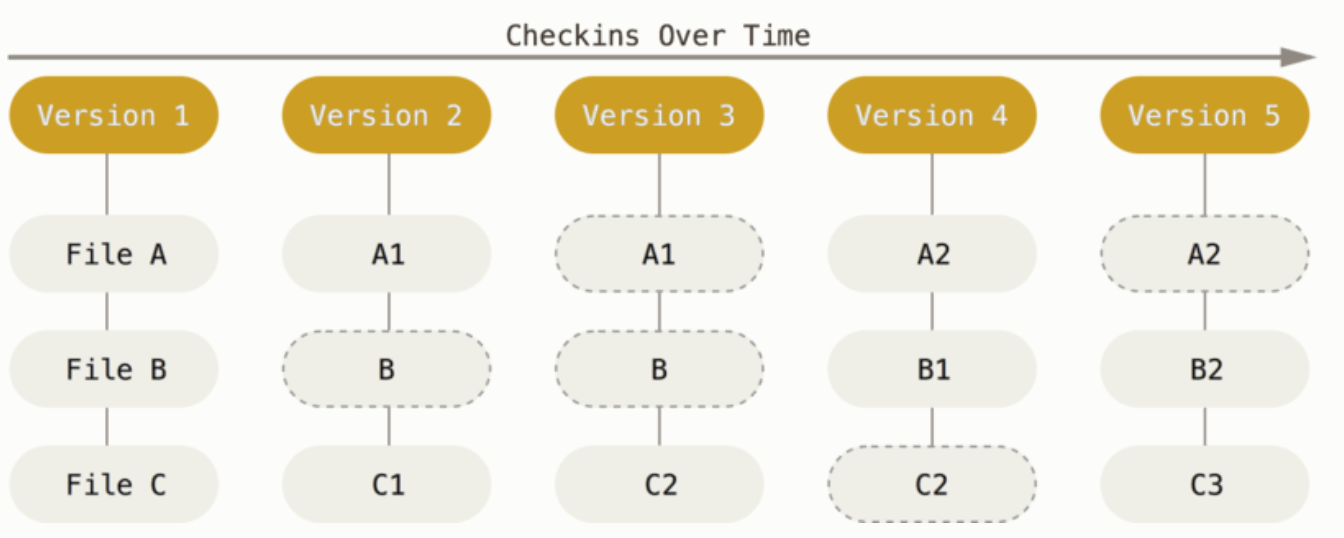 Checkins Over Time
Version 1 Version 2 Version 3 Version 4 Version 5
File A A1 A1 A2 A2
File B B B B1 B2
File C C1 C2 C2 C3